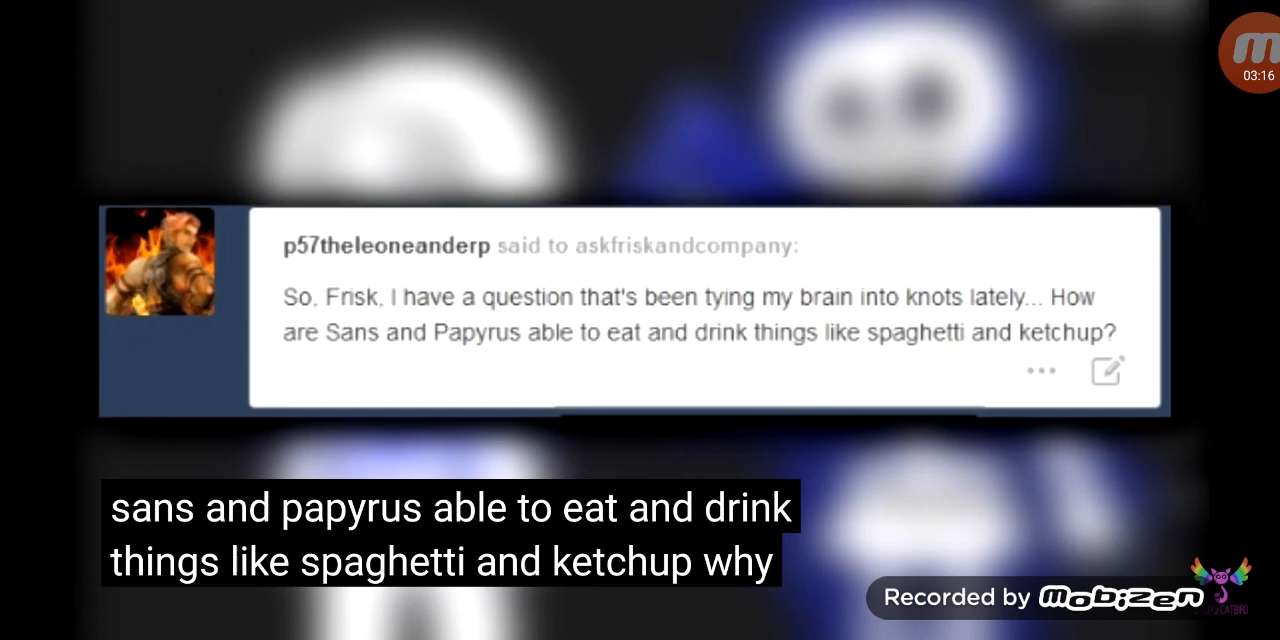 03:16
p57theleoneanderp said to askfriskandcompany:
So, Frisk, I have a question that's been tying my brain into knots lately... How
are Sans and Papyrus able to eat and drink things like spaghetti and ketchup?
sans and papyrus able to eat and drink
things like spaghetti and ketchup why
Recorded by mobizen
CATBIRD